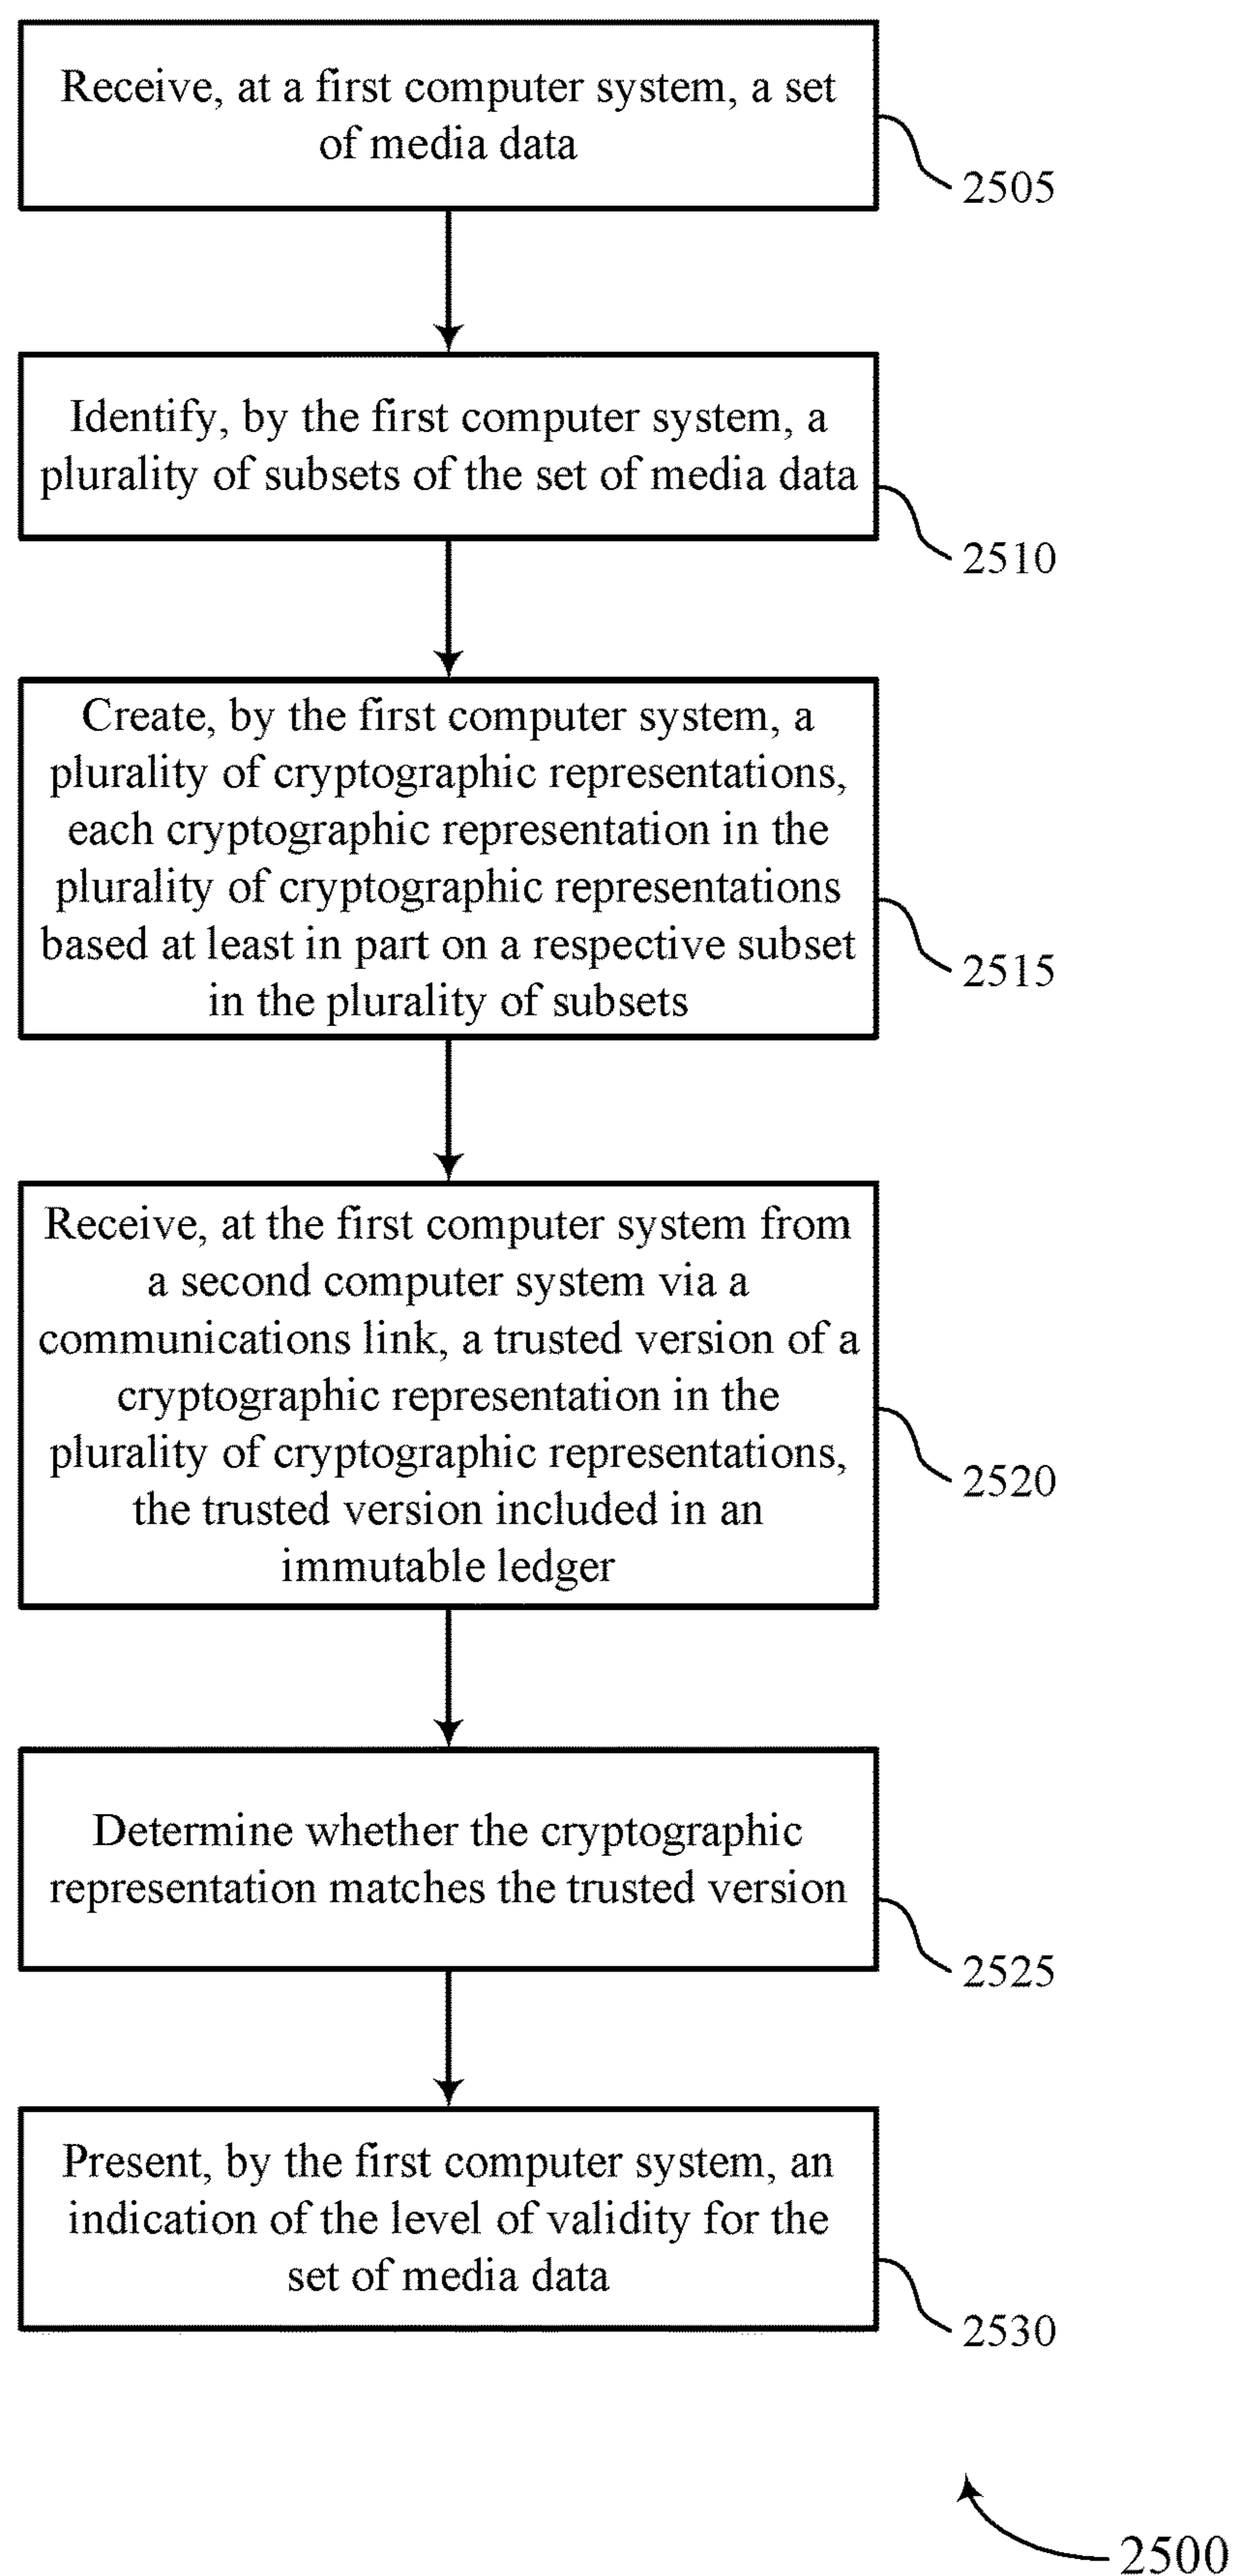 Receive, at a first computer system, a set
of media data
2505
Identify, by the first computer system, a
plurality of subsets of the set of media data
2510
Create, by the first computer system, a
plurality of cryptographic representations,
each cryptographic representation in the
plurality of cryptographic representations
based at least in part on a respective subset
in the plurality of subsets
2515
Receive, at the first computer system from
a second computer system via a
communications link, a trusted version of a
cryptographic representation in the
plurality of cryptographic representations,
the trusted version included in an
immutable ledger
2520
Determine whether the cryptographic
representation matches the trusted version
2525
Present, by the first computer system, an
indication of the level of validity for the
set of media data
2530
2500